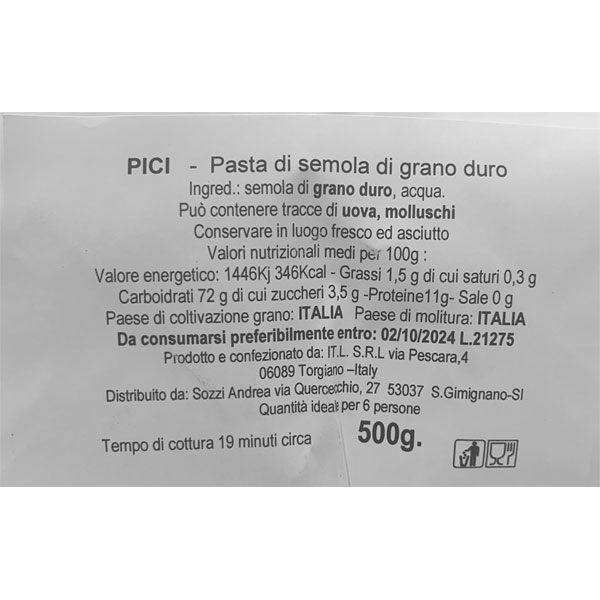 PICI - Pasta di semola di grano duro
Ingred.: semola di grano duro, acqua.
Può contenere tracce di uova, molluschi
Conservare in luogo fresco ed asciutto
Valori nutrizionali medi per 100g :
Valore energetico: 1446Kj 346Kcal - Grassi 1,5 g di cui saturi 0,3 g
Carboidrati 72 g di cui zuccheri 3,5 g -Proteine11g- Sale 0 g
Paese di coltivazione grano: ITALIA Paese di molitura: ITALIA
Da consumarsi preferibilmente entro: 02/10/2024 L.21275
Prodotto e confezionato da: IT.L. S.R.L via Pescara,4
06089 Torgiano –Italy
Distribuito da: Sozzi Andrea via Quercecchio, 27 53037 S.Gimignano-SI
Quantità ideale per 6 persone
Tempo di cottura 19 minuti circa 500g.